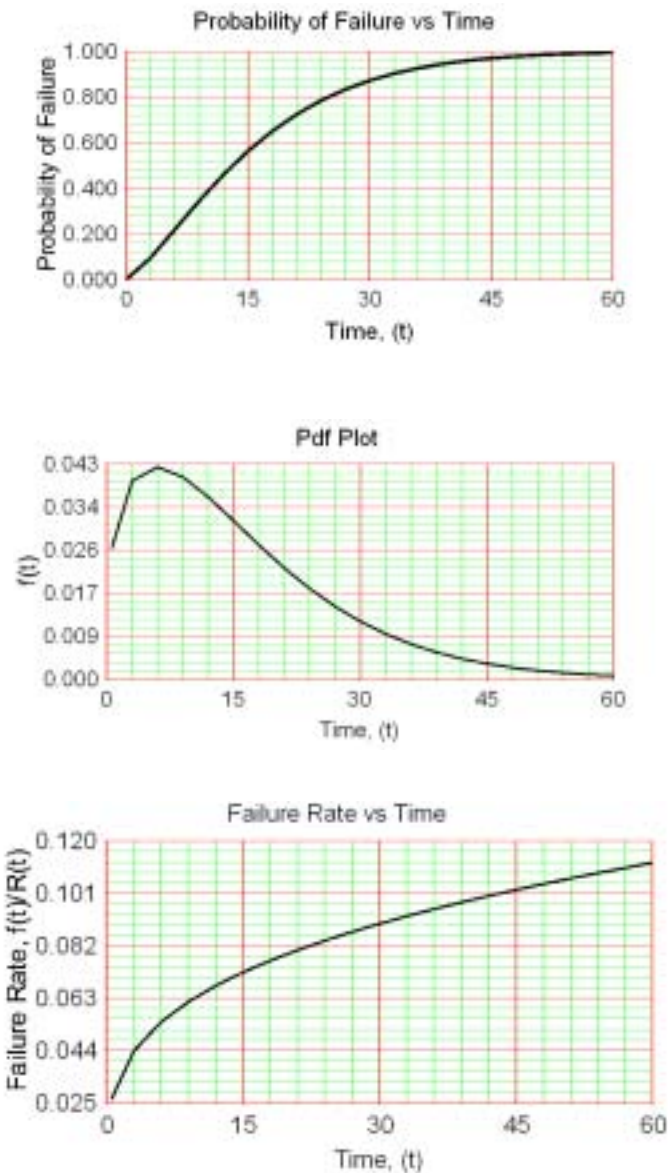 Probability of Failure vs Time
Probability of Failure
1.000
0.800
0.600
0.400
0.200
0.000
0 15 30 45 60
Time, (t)
Pdf Plot
f(t)
0.043
0.034
0.026
0.017
0.009
0.000
0 15 30 45 60
Time, (t)
Failure Rate vs Time
Failure Rate, f(t)/R(t)
0.120
0.101
0.082
0.063
0.044
0.025
0 15 30 45 60
Time, (t)